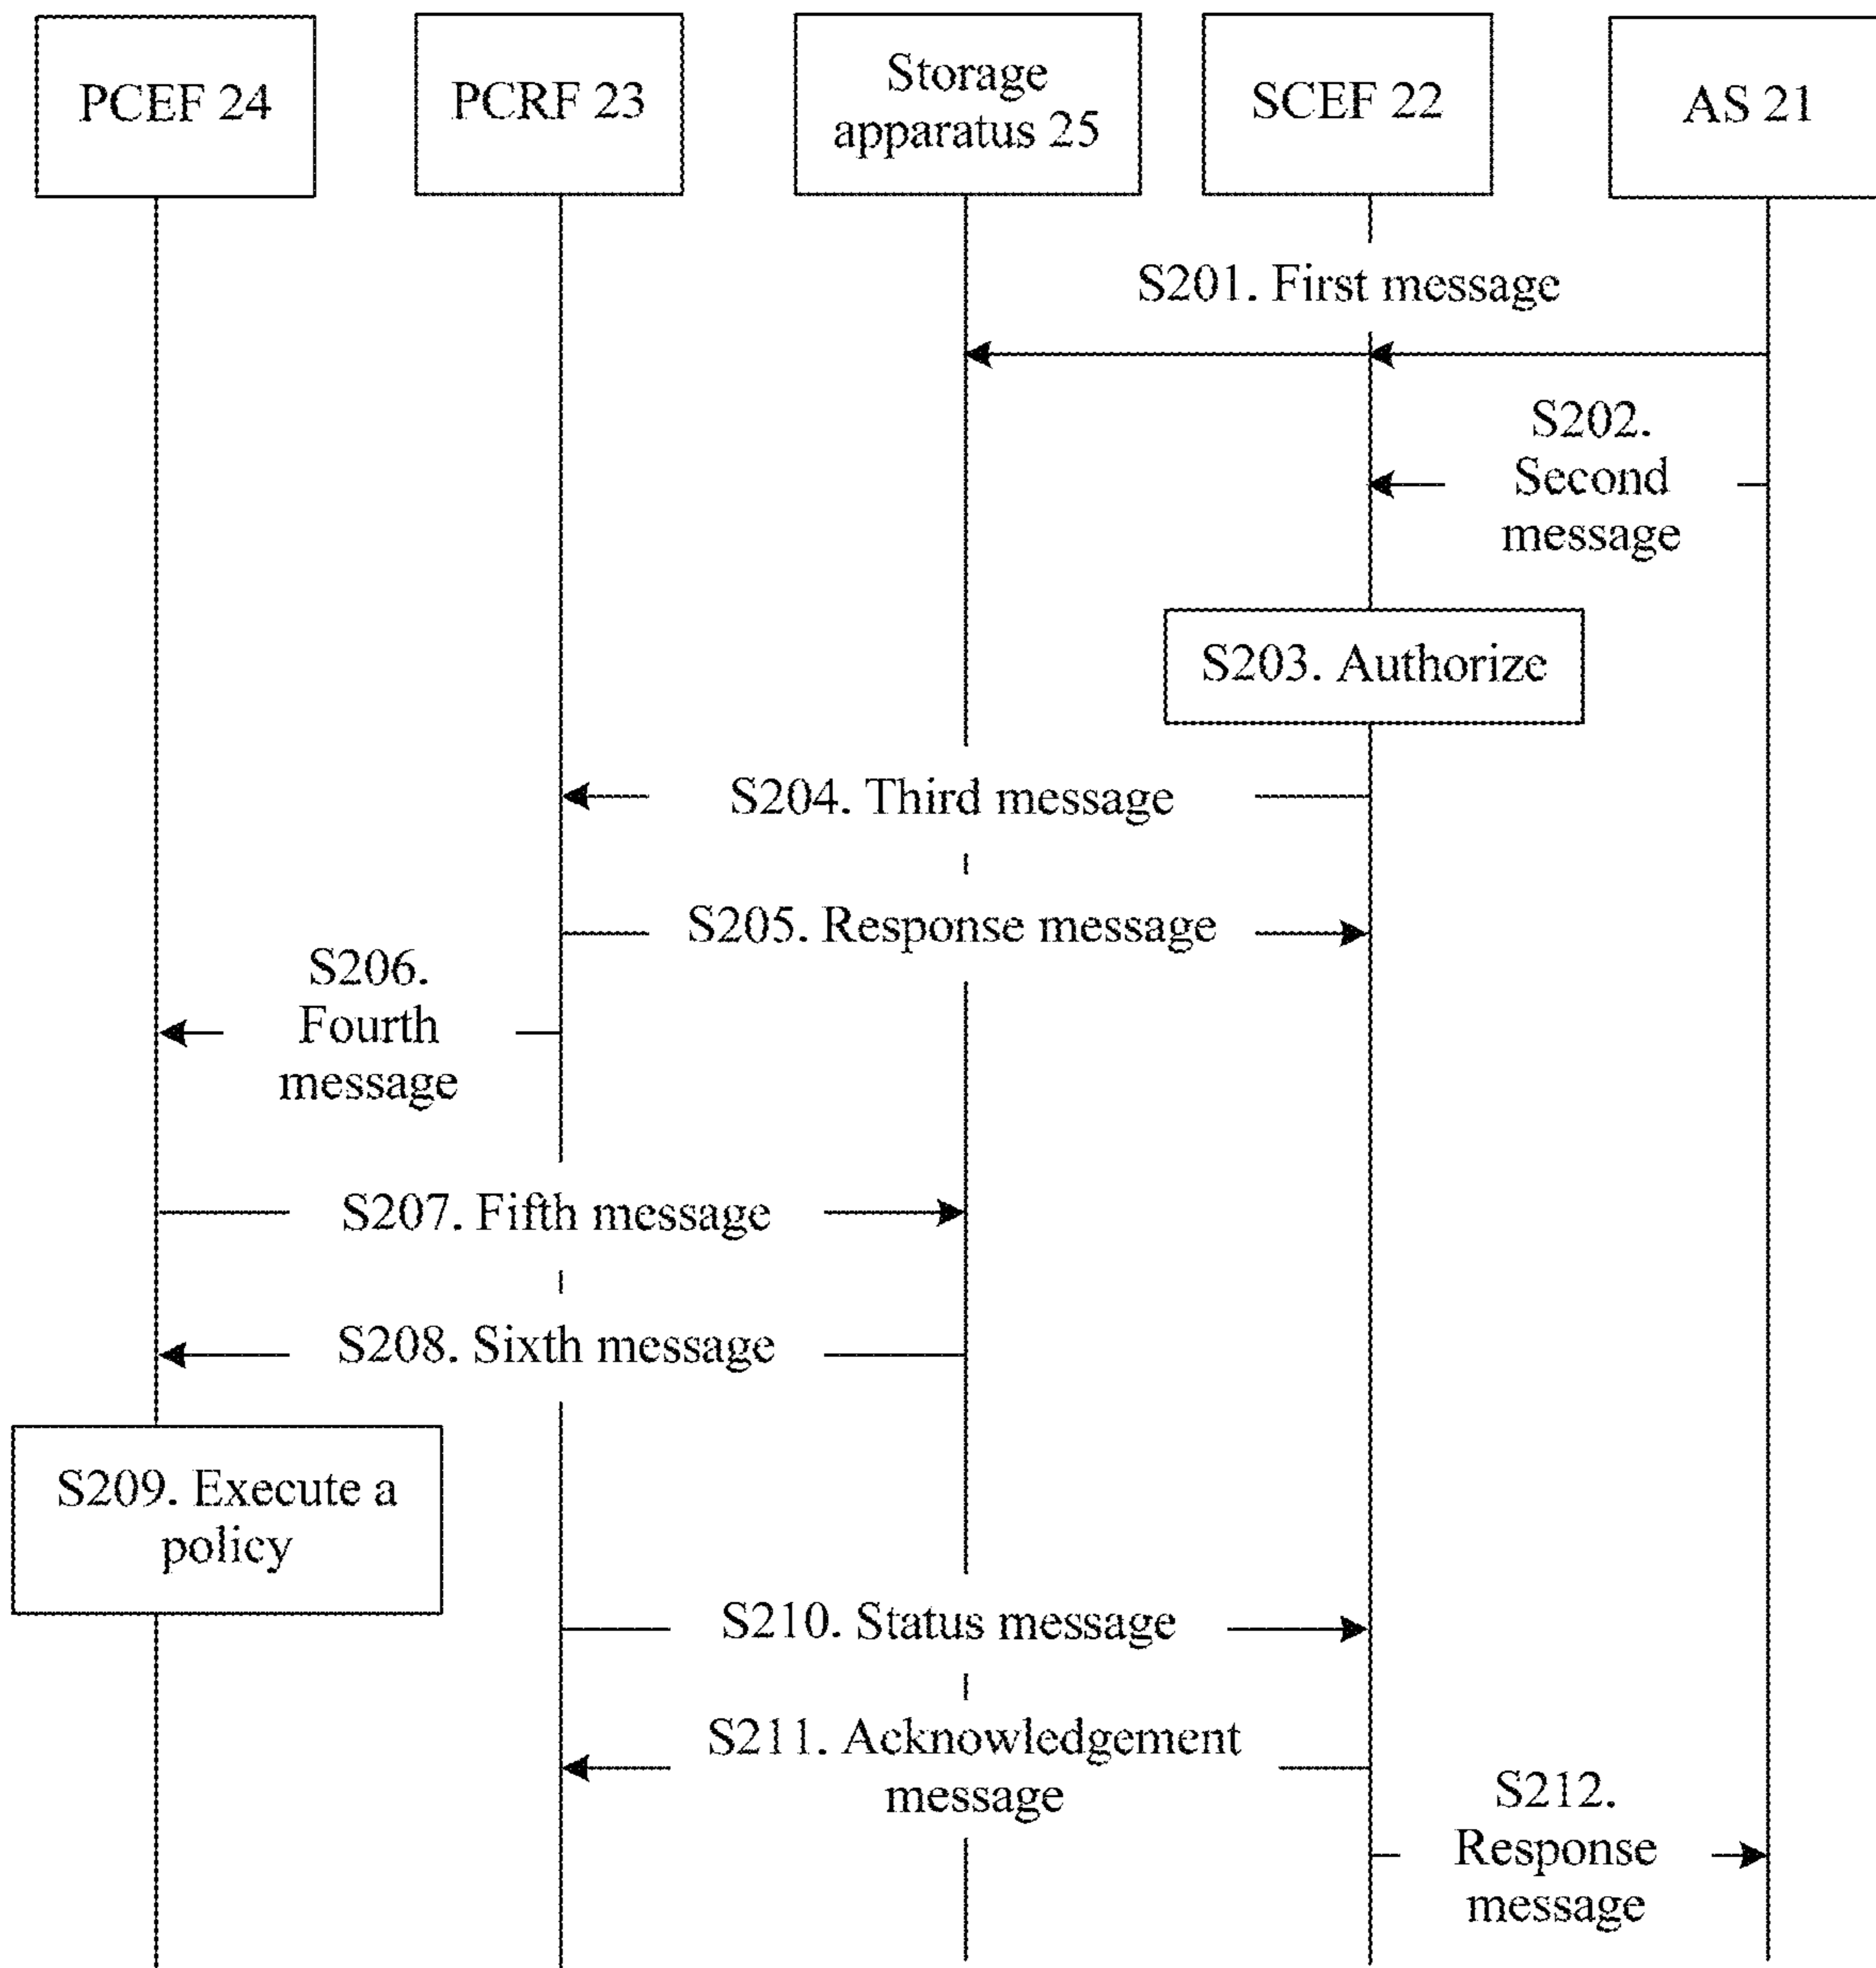 PCEF 24
PCRF 23
Storage
apparatus 25
SCEF 22
AS 21
S201. First message
S202.
Second
message
S203. Authorize
S204. Third message
S205. Response message
S206.
Fourth
message
S207. Fifth message
S208. Sixth message
S209. Execute a
policy
S210. Status message
S211. Acknowledgement
message
S212.
Response
message